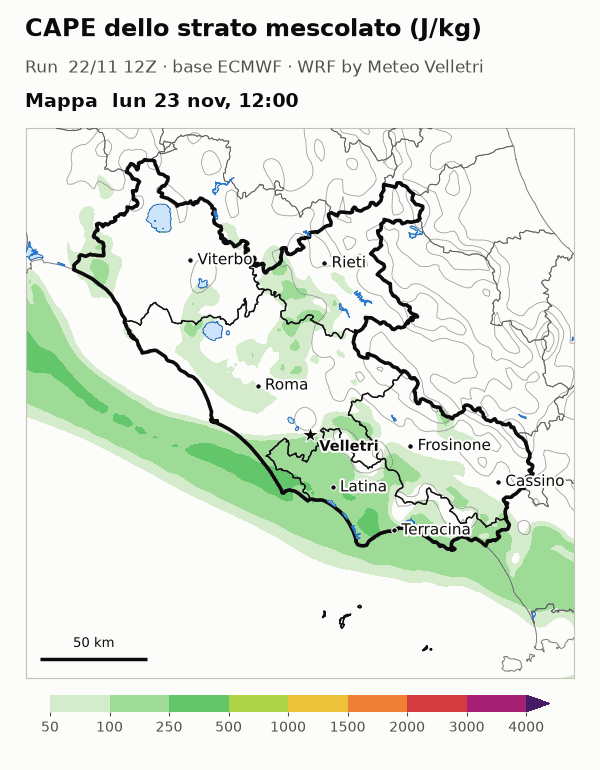 CAPE dello strato mescolato (J/kg)
Run  22/11 12Z · base ECMWF · WRF by Meteo Velletri
Mappa  lun 23 nov, 12:00
Viterbo
Rieti
Roma
Velletri
Frosinone
Latina
Cassino
Terracina
50 km
50 100 250 500 1000 1500 2000 3000 4000